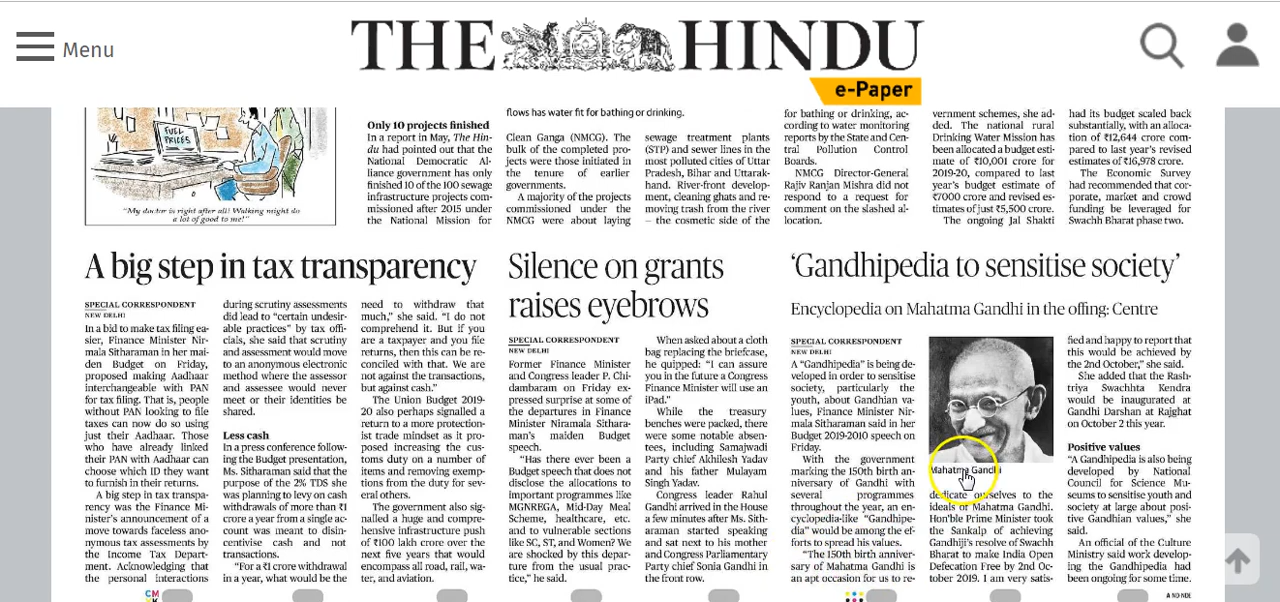 Menu
THE HINDU
e-Paper
FUEL
PRICES
"My doctor is right after all! Walking might do
a lot of good to me!"
Only 10 projects finished
In a report in May, The Hin-
du had pointed out that the
National Democratic Al-
liance government has only
finished 10 of the 100 sewage
infrastructure projects com-
missioned after 2015 under
the National Mission for
flows has water fit for bathing or drinking.
Clean Ganga (NMCG). The
bulk of the completed pro-
jects were those initiated in
the tenure of earlier
governments.
A majority of the projects
commissioned under the
NMCG were about laying
sewage treatment plants
(STP) and sewer lines in the
most polluted cities of Uttar
Pradesh, Bihar and Uttarak-
hand. River-front develop-
ment, cleaning ghats and re-
moving trash from the river
– the cosmetic side of the
for bathing or drinking, ac-
cording to water monitoring
reports by the State and Cen-
tral Pollution Control
Boards.
NMCG Director-General
Rajiv Ranjan Mishra did not
respond to a request for
comment on the slashed al-
location.
vernment schemes, she ad-
ded. The national rural
Drinking Water Mission has
been allocated a budget esti-
mate of ₹10,001 crore for
2019-20, compared to last
year's budget estimate of
₹7000 crore and revised es-
timates of just ₹5,500 crore.
The ongoing Jal Shakti
had its budget scaled back
substantially, with an alloca-
tion of ₹12,644 crore com-
pared to last year's revised
estimates of ₹16,978 crore.
The Economic Survey
had recommended that cor-
porate, market and crowd
funding be leveraged for
Swachh Bharat phase two.
A big step in tax transparency
SPECIAL CORRESPONDENT
NEW DELHI
In a bid to make tax filing ea-
sier, Finance Minister Nir-
mala Sitharaman in her mai-
den Budget on Friday,
proposed making Aadhaar
interchangeable with PAN
for tax filing. That is, people
without PAN looking to file
taxes can now do so using
just their Aadhaar. Those
who have already linked
their PAN with Aadhaar can
choose which ID they want
to furnish in their returns.
A big step in tax transpa-
rency was the Finance Mi-
nister's announcement of a
move towards faceless ano-
nymous tax assessments by
the Income Tax Depart-
ment. Acknowledging that
the personal interactions
during scrutiny assessments
did lead to "certain undesir-
able practices" by tax offi-
cials, she said that scrutiny
and assessment would move
to an anonymous electronic
method where the assessor
and assessee would never
meet or their identities be
shared.
Less cash
In a press conference follow-
ing the Budget presentation,
Ms. Sitharaman said that the
purpose of the 2% TDS she
was planning to levy on cash
withdrawals of more than ₹1
crore a year from a single ac-
count was meant to disin-
centivise cash and not
transactions.
"For a ₹1 crore withdrawal
in a year, what would be the
need to withdraw that
much," she said. "I do not
comprehend it. But if you
are a taxpayer and you file
returns, then this can be re-
conciled with. We are not
against the transactions,
but against cash."
The Union Budget 2019-
20 also perhaps signalled a
return to a more protection-
ist trade mindset as it pro-
posed increasing the cus-
toms duty on a number of
items and removing exemp-
tions from the duty for sev-
eral others.
The government also sig-
nalled a huge and compre-
hensive infrastructure push
of ₹100 lakh crore over the
next five years that would
encompass all road, rail, wa-
ter, and aviation.
Silence on grants
raises eyebrows
SPECIAL CORRESPONDENT
NEW DELHI
Former Finance Minister
and Congress leader P. Chi-
dambaram on Friday ex-
pressed surprise at some of
the departments in Finance
Minister Niramala Sithara-
man's maiden Budget
speech.
"Has there ever been a
Budget speech that does not
disclose the allocations to
important programmes like
MGNREGA, Mid-Day Meal
Scheme, healthcare, etc.
and to vulnerable sections
like SC, ST, and Women? We
are shocked by this depar-
ture from the usual prac-
tice," he said.
When asked about a cloth
bag replacing the briefcase,
he quipped: "I can assure
you in the future a Congress
Finance Minister will use an
iPad."
While the treasury
benches were packed, there
were some notable absen-
ces, including Samajwadi
Party chief Akhilesh Yadav
and his father Mulayam
Singh Yadav.
Congress leader Rahul
Gandhi arrived in the House
a few minutes after Ms. Sith-
araman started speaking
and sat next to his mother
and Congress Parliamentary
Party chief Sonia Gandhi in
the front row.
'Gandhipedia to sensitise society'
Encyclopedia on Mahatma Gandhi in the offing: Centre
SPECIAL CORRESPONDENT
NEW DELHI
A "Gandhipedia" is being de-
veloped in order to sensitise
society, particularly the
youth, about Gandhian va-
lues, Finance Minister Nir-
mala Sitharaman said in her
Budget 2019-2010 speech on
Friday.
With the government
marking the 150th birth an-
niversary of Gandhi with
several programmes
throughout the year, an en-
cyclopedia-like "Gandhipe-
dia" would be among the ef-
forts to spread his values.
"The 150th birth anniver-
sary of Mahatma Gandhi is
an apt occasion for us to re-
Mahatma Gandhi
dedicate ourselves to the
ideals of Mahatma Gandhi.
Hon'ble Prime Minister took
the Sankalp of achieving
Gandhiji's resolve of Swachh
Bharat to make India Open
Defecation Free by 2nd Oc-
tober 2019. I am very satis-
fied and happy to report that
this would be achieved by
the 2nd October," she said.
She added that the Rash-
triya Swachhta Kendra
would be inaugurated at
Gandhi Darshan at Rajghat
on October 2 this year.
Positive values
"A Gandhipedia is also being
developed by National
Council for Science Mu-
seums to sensitise youth and
society at large about posi-
tive Gandhian values," she
said.
An official of the Culture
Ministry said work develop-
ing the Gandhipedia had
been ongoing for some time.
CM
A ND-NDE